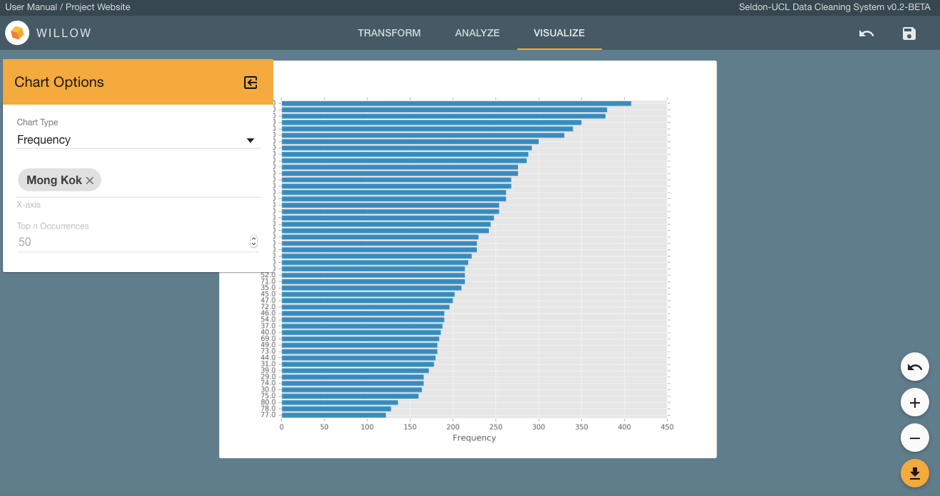 User Manual / Project Website
Seldon-UCL Data Cleaning System v0.2-BETA
WILLOW
TRANSFORM
ANALYZE
VISUALIZE
Chart Options
Chart Type
Frequency
Mong Kok ×
X-axis
Top n Occurrences
50
52.0
71.0
35.0
45.0
47.0
72.0
46.0
54.0
37.0
40.0
69.0
49.0
73.0
44.0
31.0
39.0
29.0
74.0
30.0
75.0
80.0
78.0
77.0
0 50 100 150 200 250 300 350 400 450
Frequency